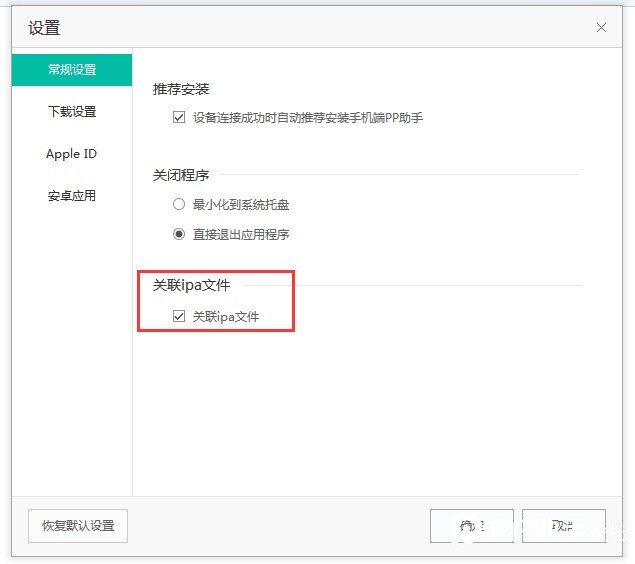 设置
常规设置
下载设置
Apple ID
安卓应用
推荐安装
设备连接成功时自动推荐安装手机端PP助手
关闭程序
最小化到系统托盘
直接退出应用程序
关联ipa文件
关联ipa文件
恢复默认设置
取消